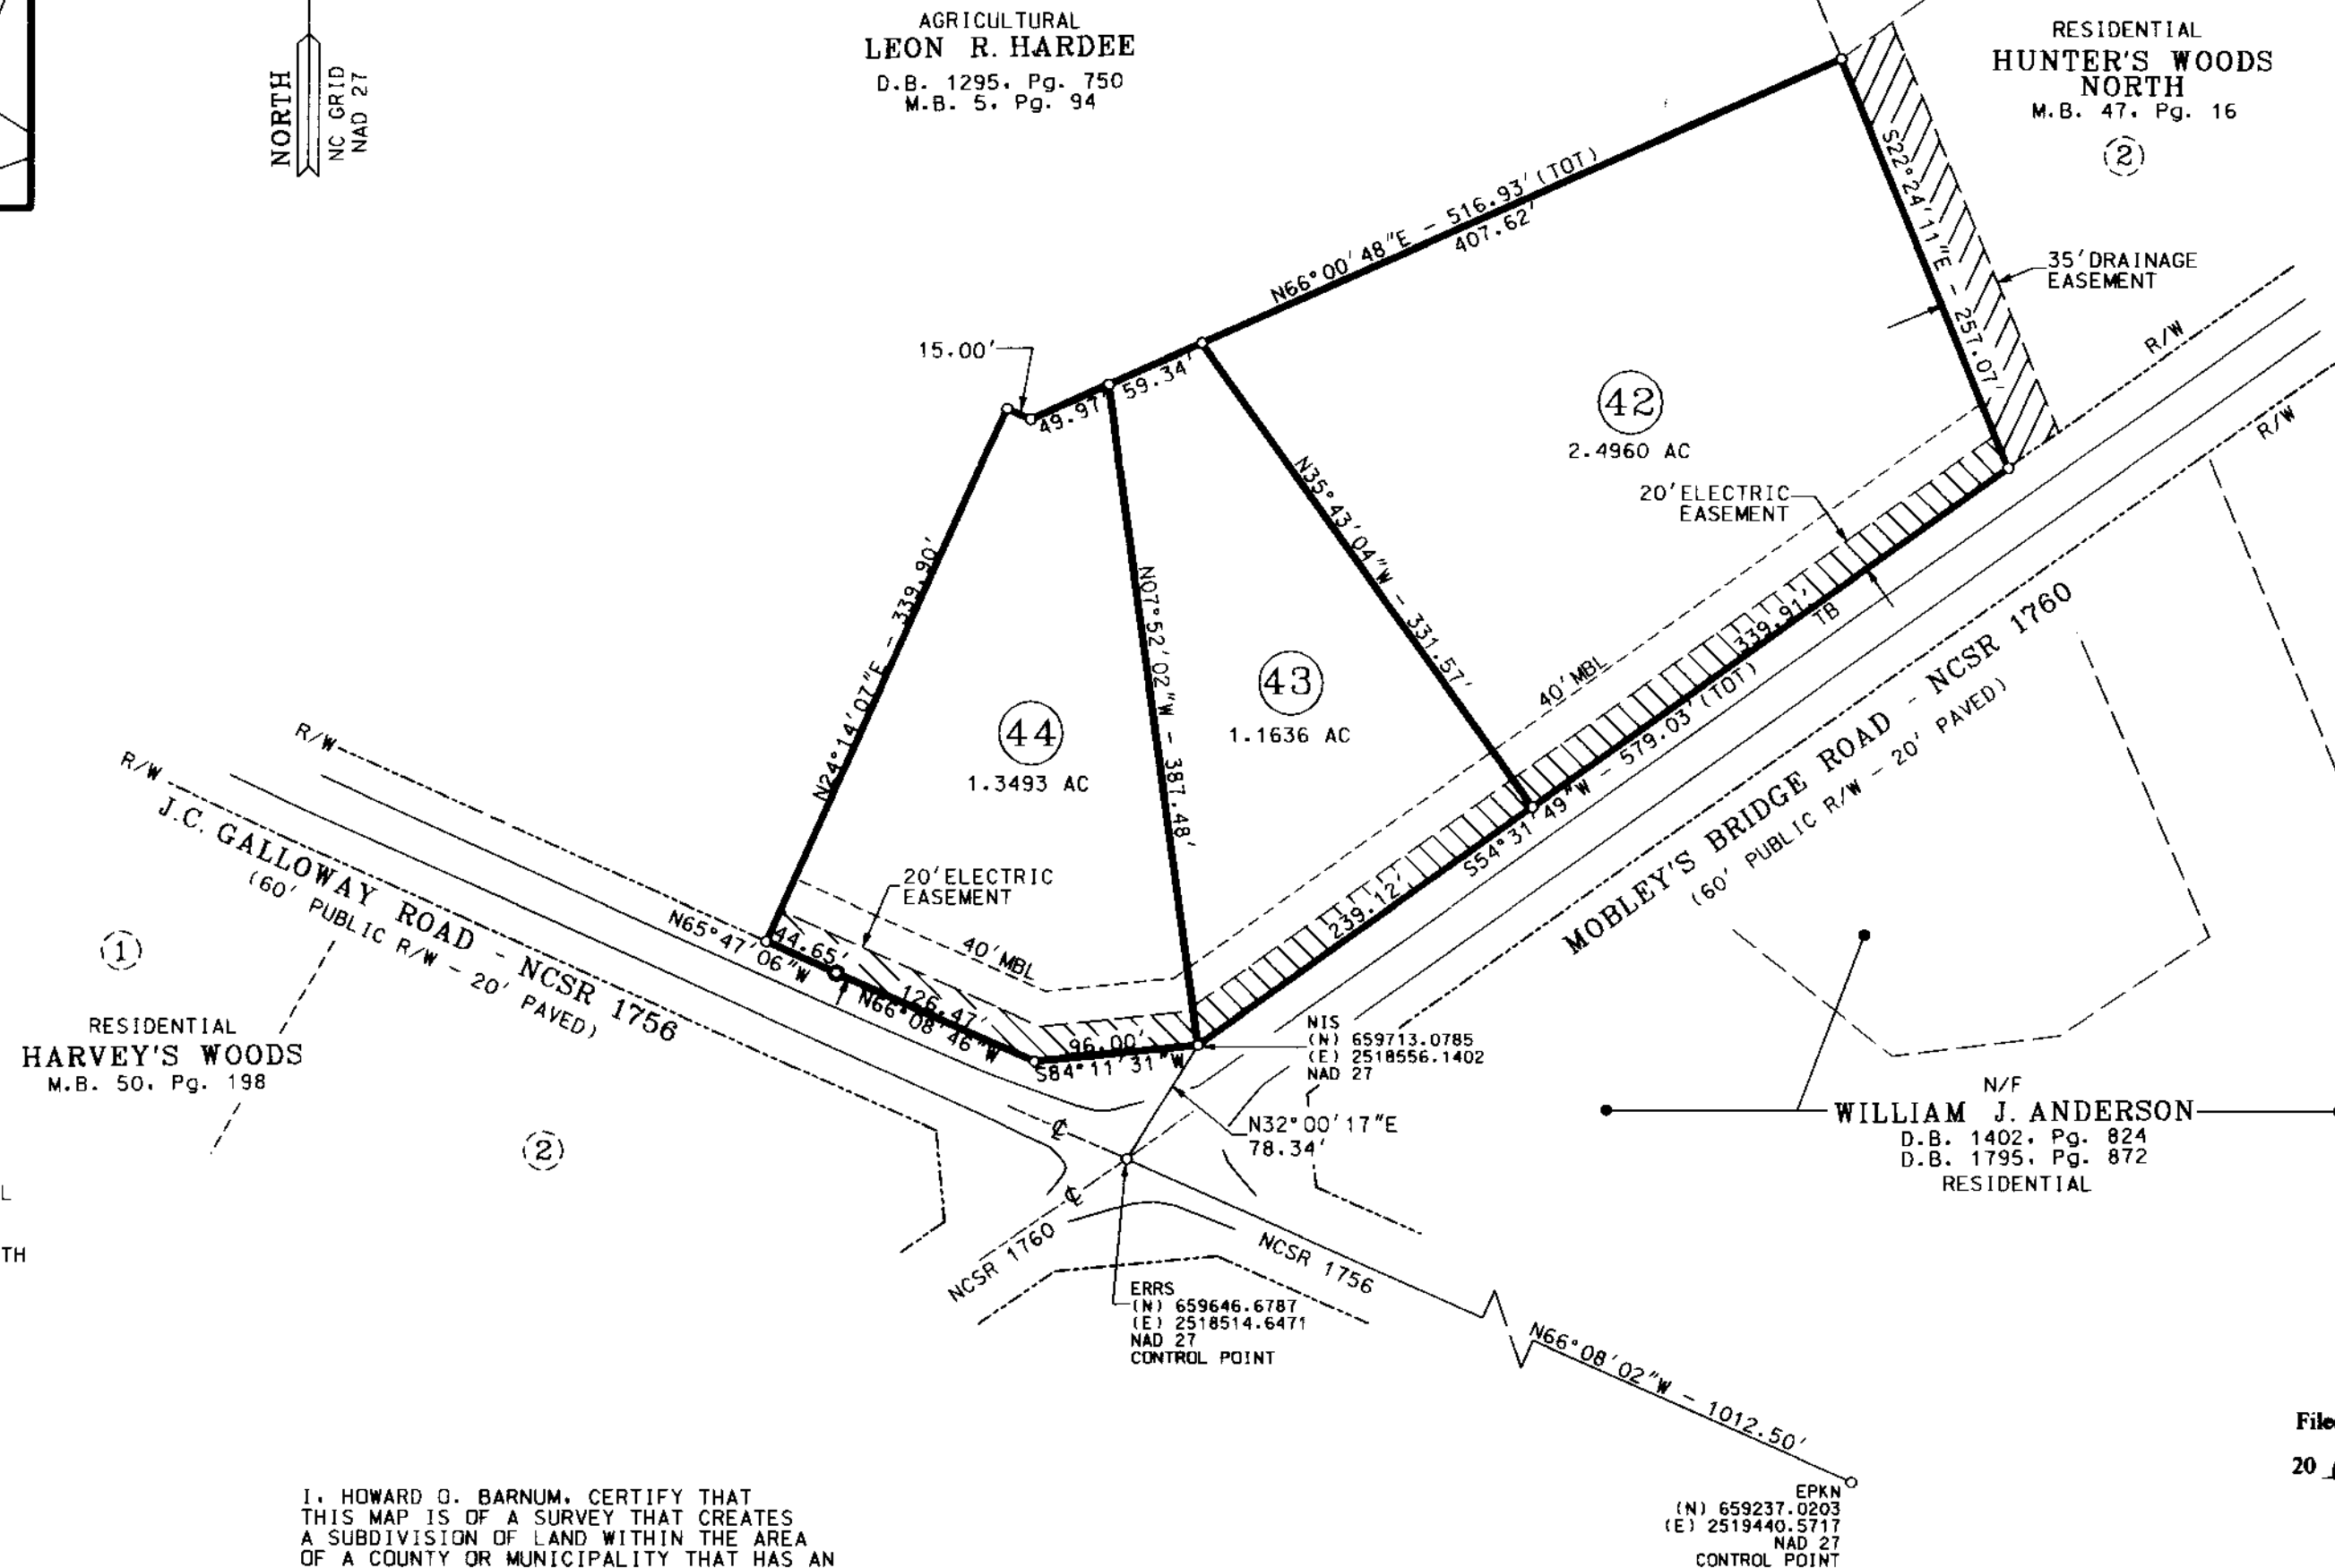 NORTH
NC GRID
NAD 27
AGRICULTURAL
LEON R. HARDEE
D.B. 1295, Pg. 750
M.B. 5, Pg. 94
RESIDENTIAL
HUNTER'S WOODS
NORTH
M.B. 47, Pg. 16
2
S22°24'11"E - 257.07'
35' DRAINAGE
EASEMENT
N66°00'48"E - 516.93' (TOT)
407.62'
15.00'
49.97'
59.34'
R/W
R/W
42
2.4960 AC
20' ELECTRIC
EASEMENT
N35°43'04"W - 331.57'
N24°14'07"E - 339.90'
N07°52'02"W - 387.48'
43
1.1636 AC
44
1.3493 AC
339.91'
TB
40' MBL
S54°31'49"W - 579.03' (TOT)
239.12'
MOBLEY'S BRIDGE ROAD - NCSR 1760
(60' PUBLIC R/W - 20' PAVED)
R/W
R/W
J.C. GALLOWAY ROAD - NCSR 1756
(60' PUBLIC R/W - 20' PAVED)
20' ELECTRIC
EASEMENT
40' MBL
N65°47'06"W
44.65'
126.47'
N66°08'46"W
96.00'
S84°11'31"W
1
RESIDENTIAL
HARVEY'S WOODS
M.B. 50, Pg. 198
2
NIS
(N) 659713.0785
(E) 2518556.1402
NAD 27
N32°00'17"E
78.34'
N/F
WILLIAM J. ANDERSON
D.B. 1402, Pg. 824
D.B. 1795, Pg. 872
RESIDENTIAL
L
TH
℄
℄
NCSR 1760
NCSR 1756
ERRS
(N) 659646.6787
(E) 2518514.6471
NAD 27
CONTROL POINT
N66°08'02"W - 1012.50'
EPKN
(N) 659237.0203
(E) 2519440.5717
NAD 27
CONTROL POINT
File
20
I, HOWARD O. BARNUM, CERTIFY THAT
THIS MAP IS OF A SURVEY THAT CREATES
A SUBDIVISION OF LAND WITHIN THE AREA
OF A COUNTY OR MUNICIPALITY THAT HAS AN